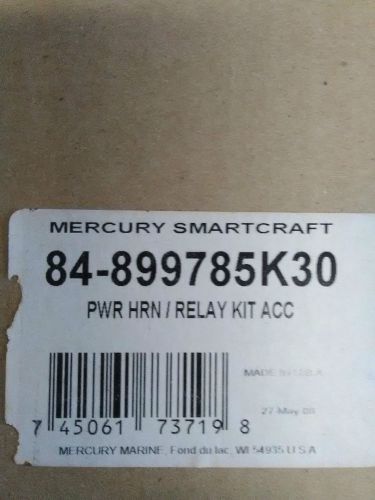 MERCURY SMARTCRAFT
84-899785K30
PWR HRN / RELAY KIT ACC
MADE
27-May 08
7 45061 73719 8
MERCURY MARINE, Fond du lac, WI 54935 U.S.A